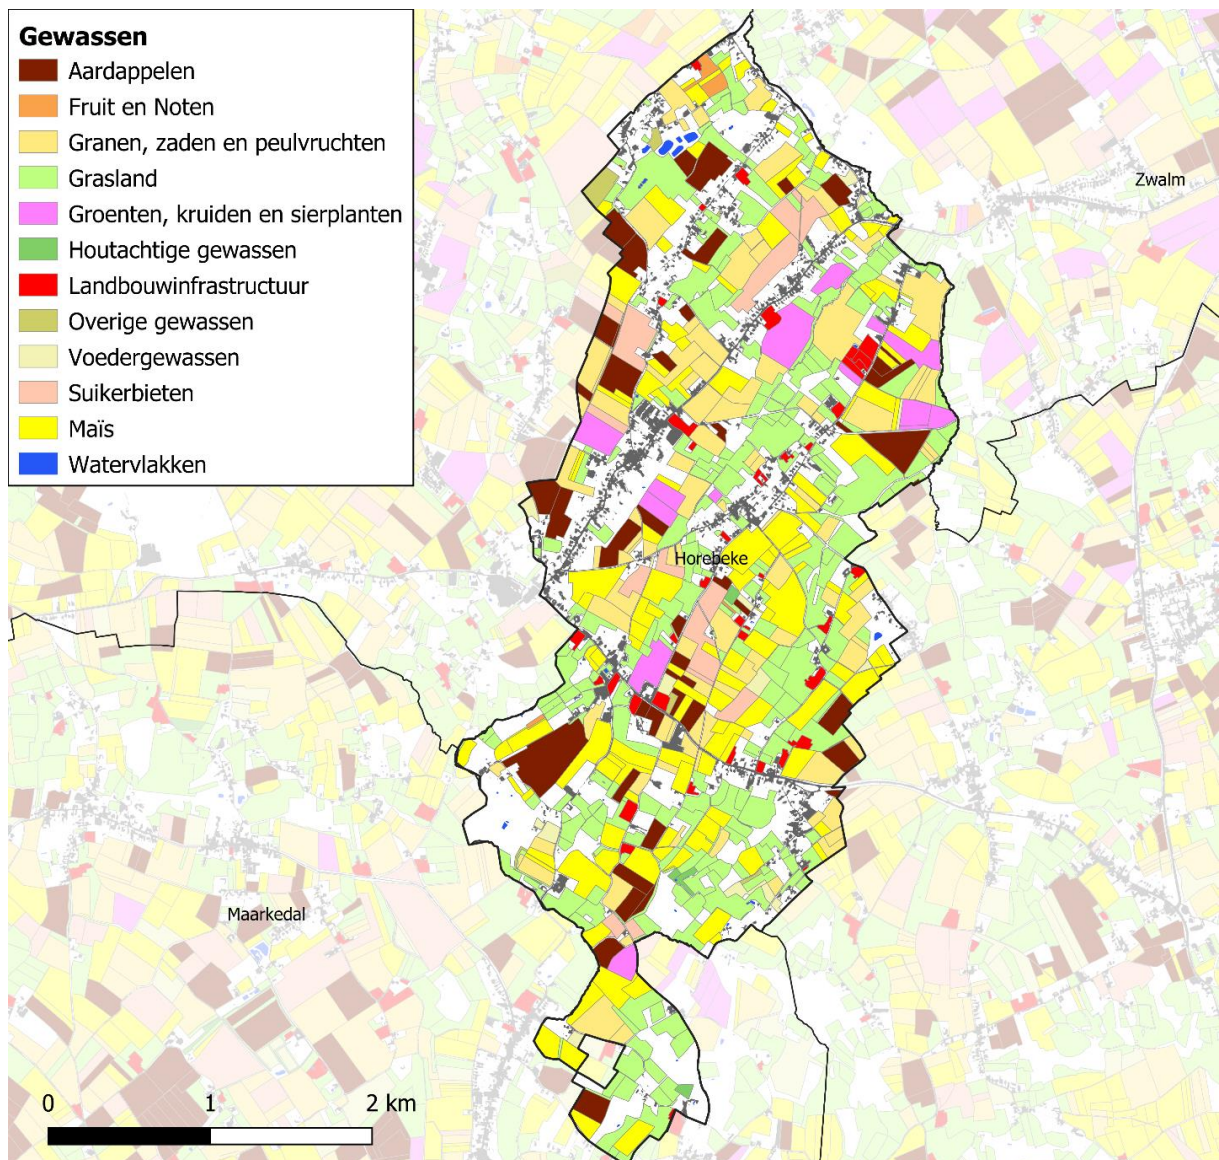 Gewassen
Aardappelen
Fruit en Noten
Granen, zaden en peulvruchten
Grasland
Groenten, kruiden en sierplanten
Houtachtige gewassen
Landbouwinfrastructuur
Overige gewassen
Voedergewassen
Suikerbieten
Maïs
Watervlakken
Zwalm
Horebeke
Maarkedal
0 1 2 km